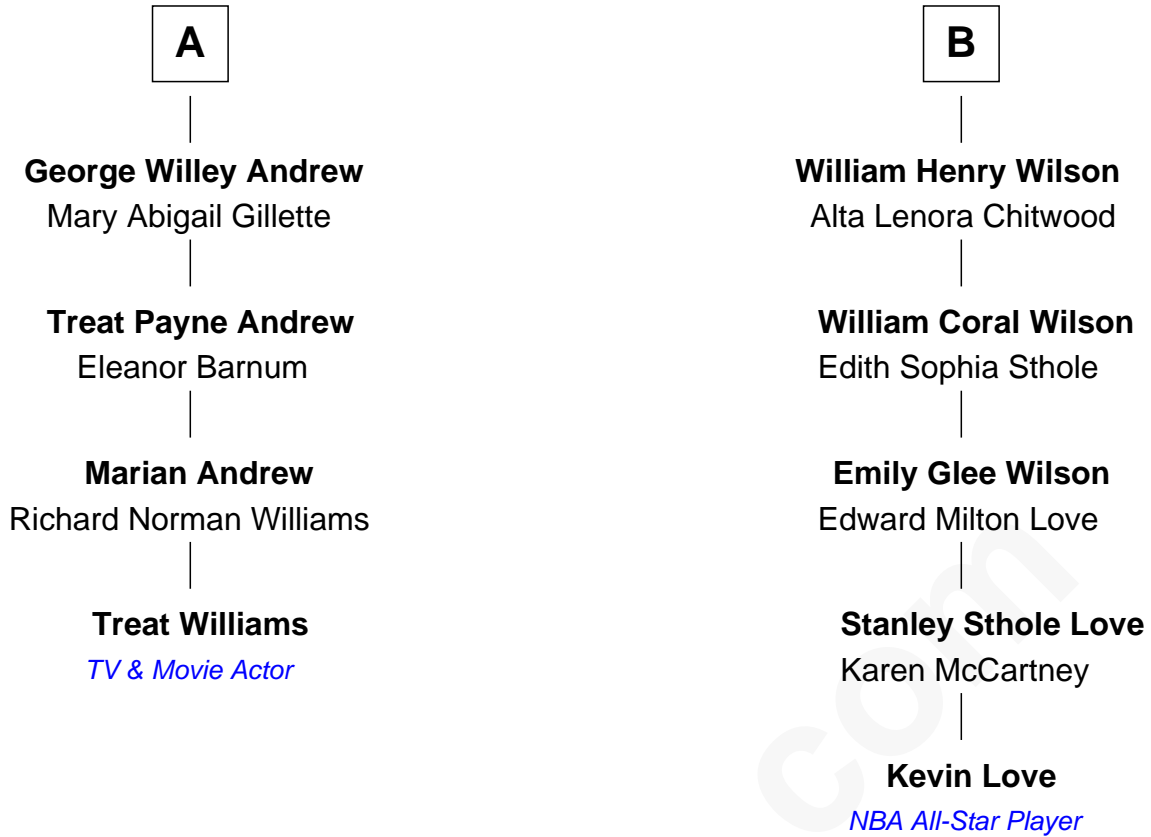 A
George Willey Andrew
Mary Abigail Gillette
Treat Payne Andrew
Eleanor Barnum
Marian Andrew
Richard Norman Williams
Treat Williams
TV & Movie Actor
B
William Henry Wilson
Alta Lenora Chitwood
William Coral Wilson
Edith Sophia Sthole
Emily Glee Wilson
Edward Milton Love
Stanley Sthole Love
Karen McCartney
Kevin Love
NBA All-Star Player
com